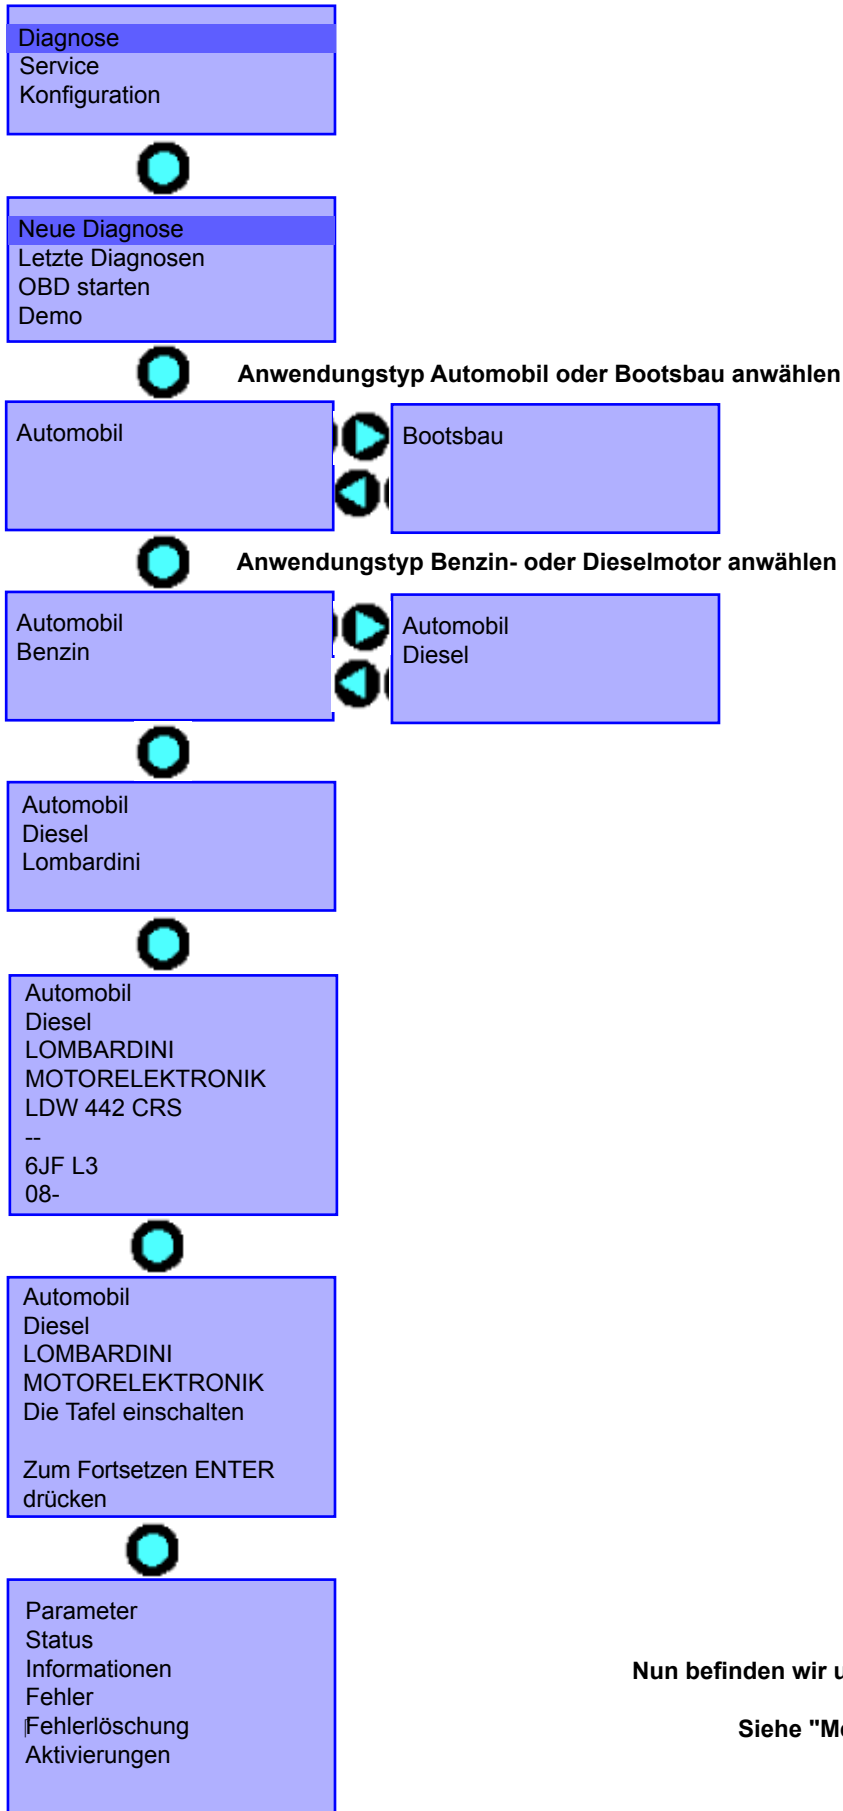 Diagnose
Service
Konfiguration
Neue Diagnose
Letzte Diagnosen
OBD starten
Demo
Anwendungstyp Automobil oder Bootsbau anwählen
Automobil
Bootsbau
Anwendungstyp Benzin- oder Dieselmotor anwählen
Automobil
Benzin
Automobil
Diesel
Automobil
Diesel
Lombardini
Automobil
Diesel
LOMBARDINI
MOTORELEKTRONIK
LDW 442 CRS
--
6JF L3
08-
Automobil
Diesel
LOMBARDINI
MOTORELEKTRONIK
Die Tafel einschalten
Zum Fortsetzen ENTER
drücken
Parameter
Status
Informationen
Fehler
Fehlerlöschung
Aktivierungen
Nun befinden wir
Siehe